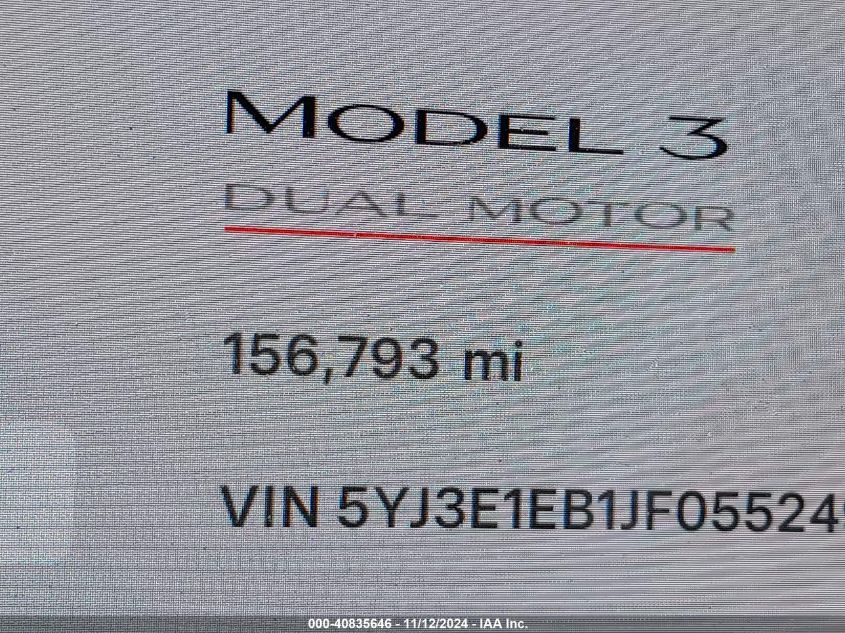 MODEL 3
DUAL MOTOR
156,793 mi
VIN 5YJ3E1EB1JF05524
000-40835646 - 11/12/2024 - IAA Inc.